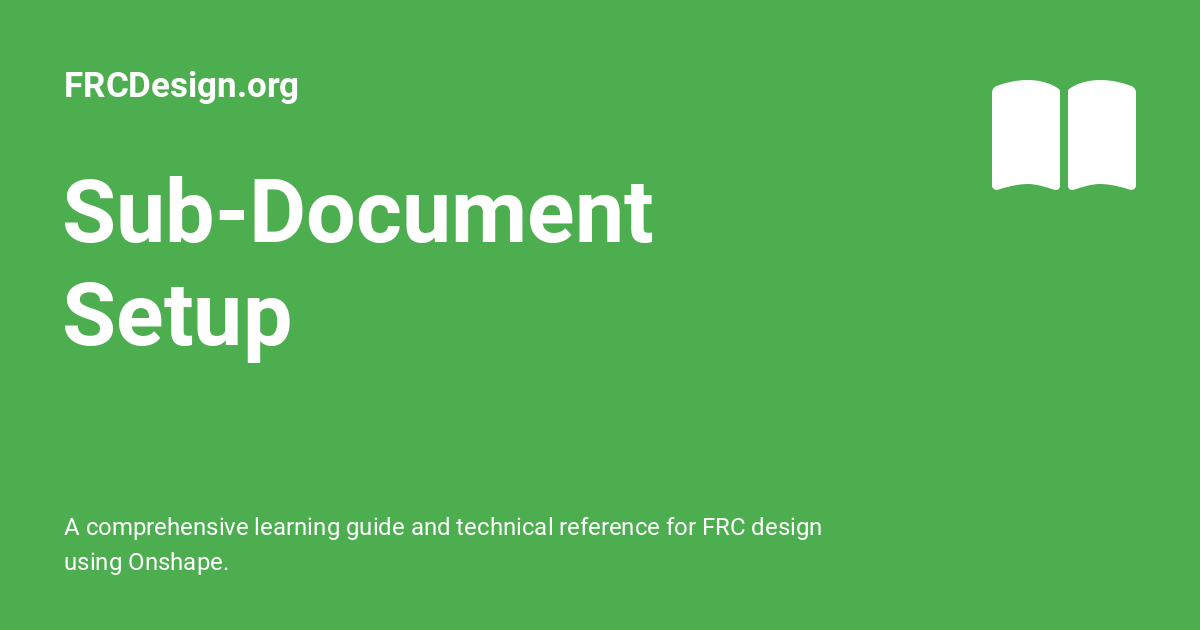 FRCDesign.org
Sub-Document
Setup
A comprehensive learning guide and technical reference for FRC design
using Onshape.